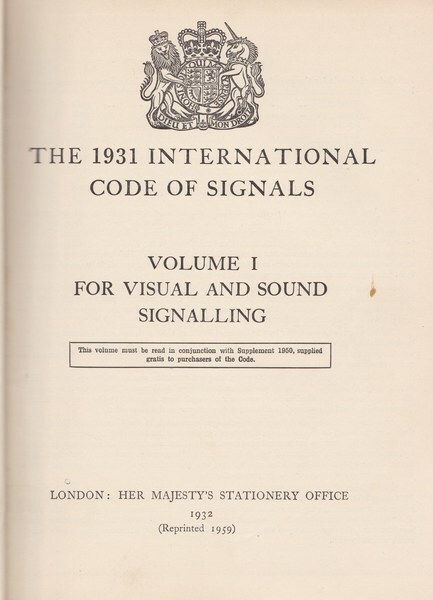 DIEU ET MON DROIT
THE 1931 INTERNATIONAL
CODE OF SIGNALS
VOLUME I
FOR VISUAL AND SOUND
SIGNALLING
This volume must be read in conjunction with Supplement 1950, supplied
gratis to purchasers of the Code.
LONDON: HER MAJESTY'S STATIONERY OFFICE
1932
(Reprinted 1959)